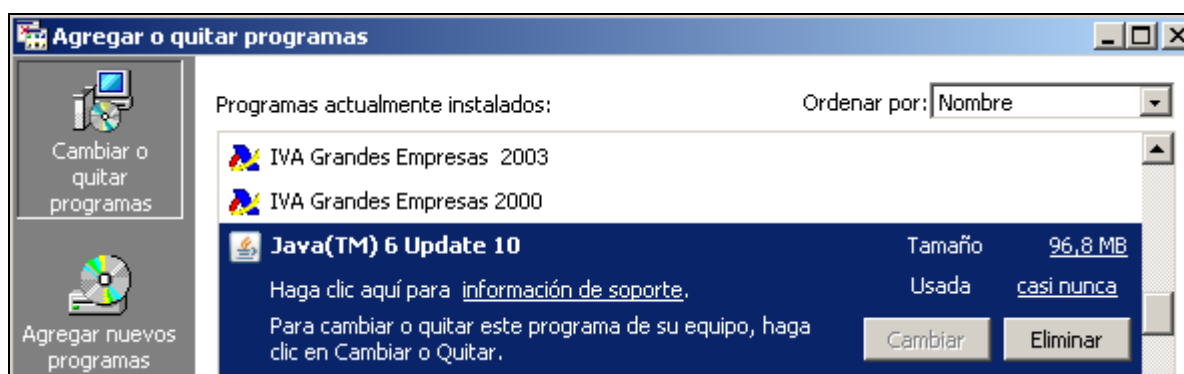 Agregar o quitar programas
Cambiar o
quitar
programas
Agregar nuevos
programas
Programas actualmente instalados:
Ordenar por: Nombre
IVA Grandes Empresas  2003
IVA Grandes Empresas 2000
Java(TM) 6 Update 10
Tamaño 96,8 MB
Haga clic aquí para información de soporte.
Usada casi nunca
Para cambiar o quitar este programa de su equipo, haga
clic en Cambiar o Quitar.
Cambiar Eliminar